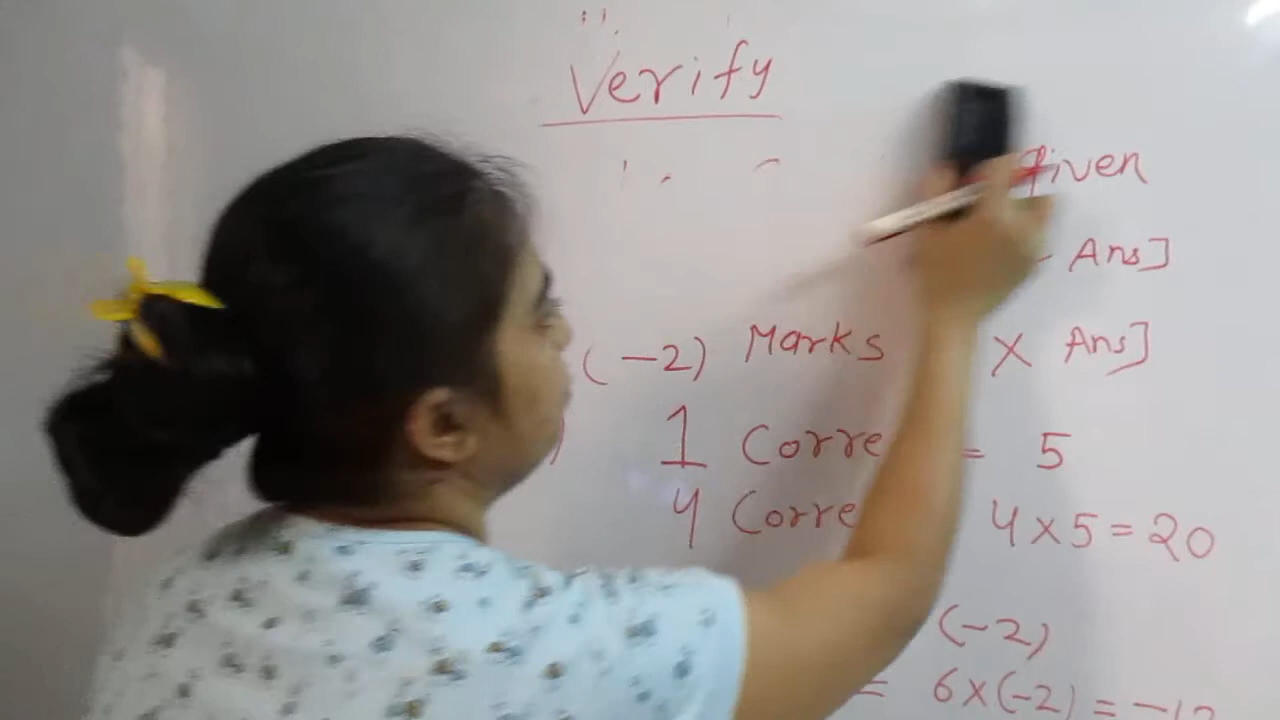 Verify
given
- Ans]
(-2) Marks × Ans]
1 Corre = 5
4 Corre 4×5=20
(-2)
= 6×(-2) = -12